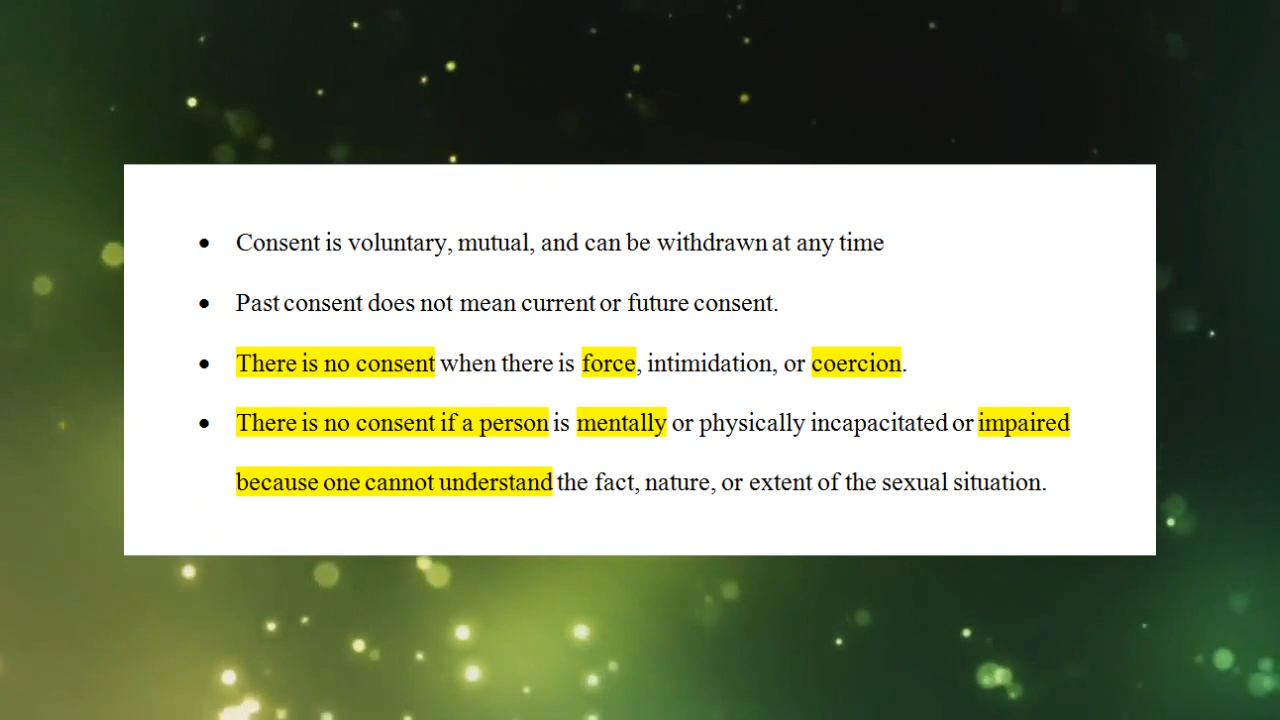 • Consent is voluntary, mutual, and can be withdrawn at any time
• Past consent does not mean current or future consent.
• There is no consent when there is force, intimidation, or coercion.
• There is no consent if a person is mentally or physically incapacitated or impaired
because one cannot understand the fact, nature, or extent of the sexual situation.